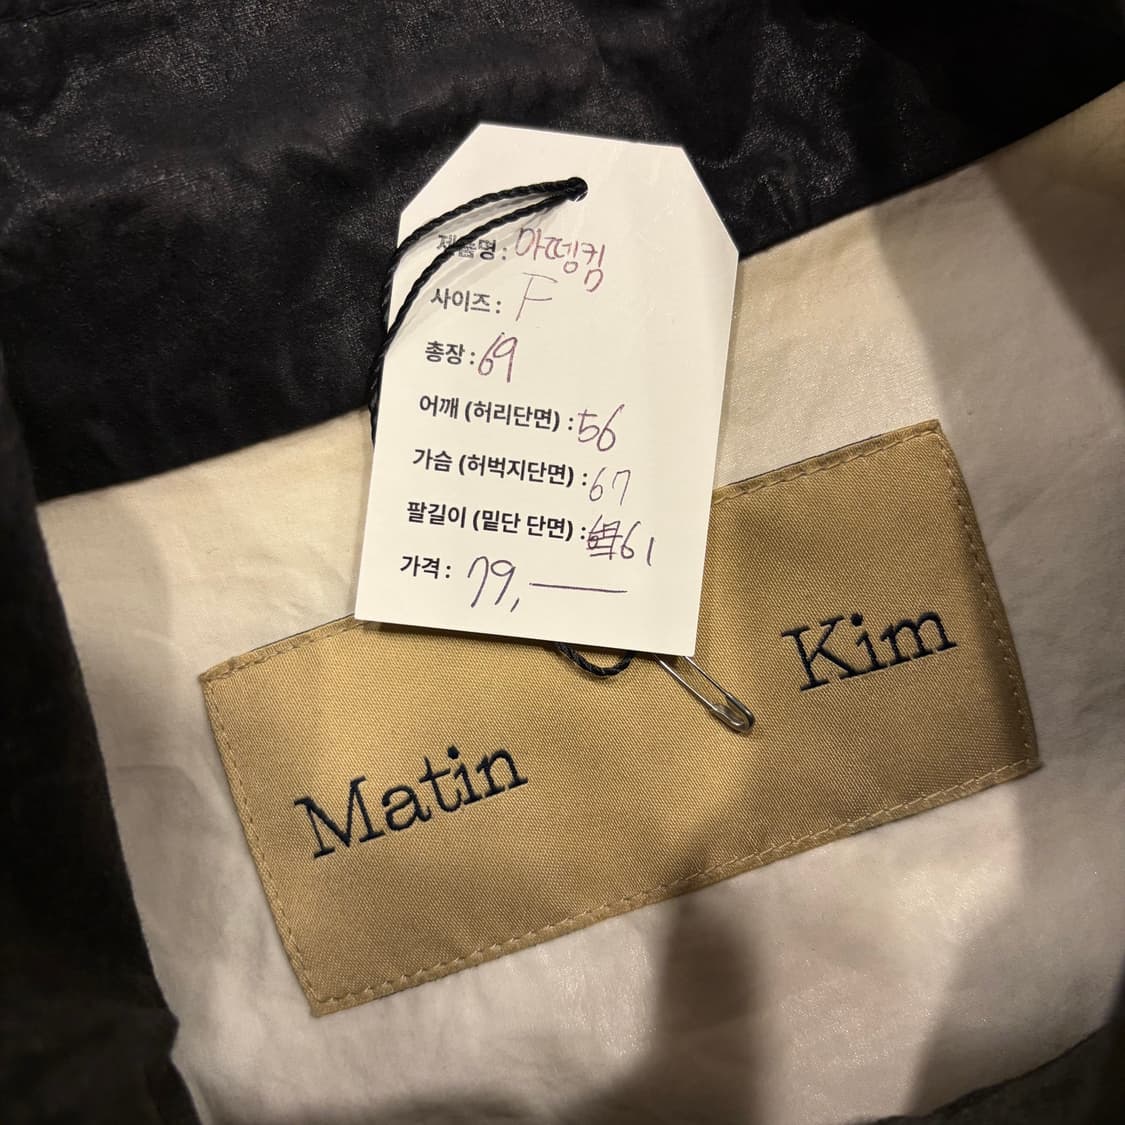 제품명: 마뗑킴
사이즈: F
총장: 69
어깨 (허리단면) : 56
가슴 (허벅지단면) : 67
팔길이 (밑단 단면) : 61
가격: 79,—
Matin Kim